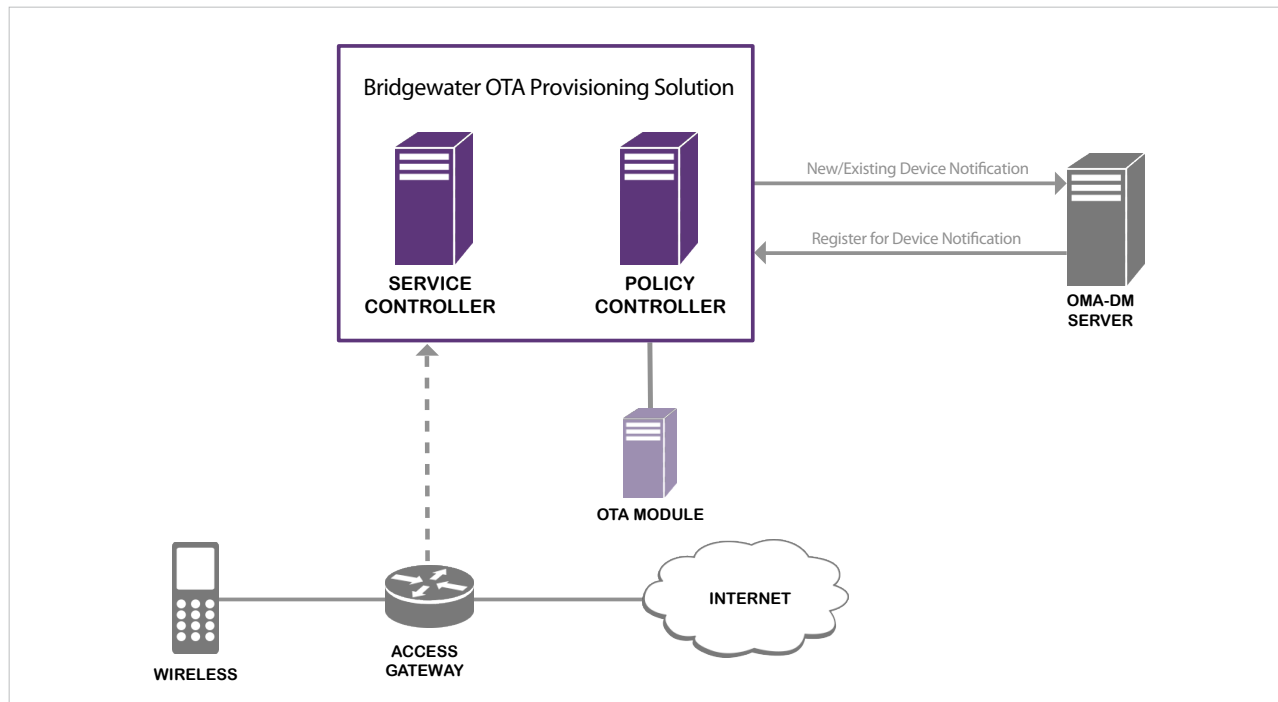 Bridgewater OTA Provisioning Solution
SERVICE
CONTROLLER
POLICY
CONTROLLER
New/Existing Device Notification
Register for Device Notification
OMA-DM
SERVER
OTA MODULE
WIRELESS
ACCESS
GATEWAY
INTERNET